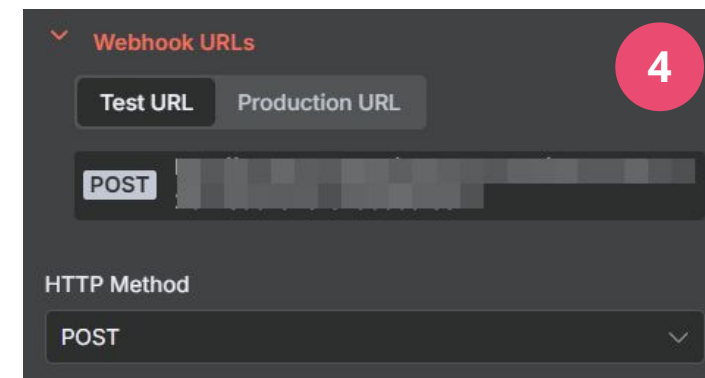 Webhook URLs
4
Test URL Production URL
POST
HTTP Method
POST